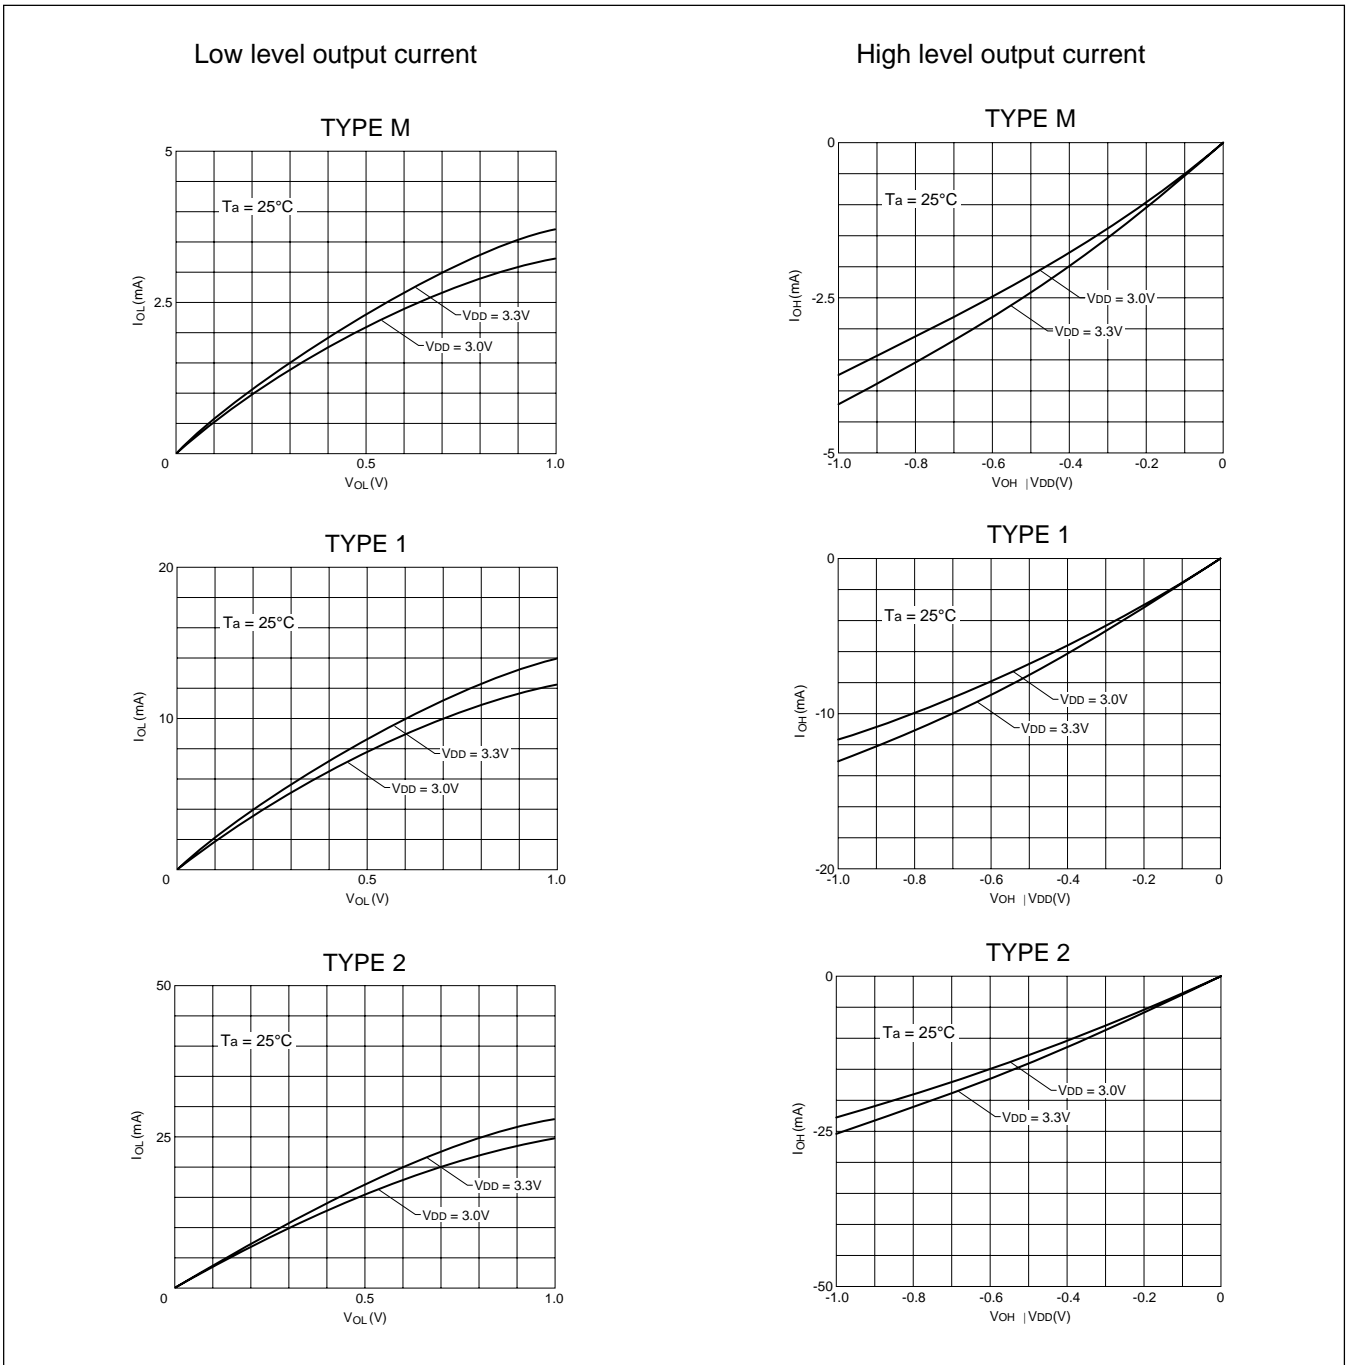 Low level output current
High level output current
TYPE M
5
Ta = 25°C
IOL (mA)
2.5
VDD = 3.3V
VDD = 3.0V
0
0.5
1.0
VOL (V)
TYPE M
0
Ta = 25°C
IOH (mA)
-2.5
VDD = 3.0V
VDD = 3.3V
-5
-1.0
-0.8
-0.6
-0.4
-0.2
0
VOH | VDD(V)
TYPE 1
20
Ta = 25°C
IOL (mA)
10
VDD = 3.3V
VDD = 3.0V
0
0.5
1.0
VOL (V)
TYPE 1
0
Ta = 25°C
IOH (mA)
-10
VDD = 3.0V
VDD = 3.3V
-20
-1.0
-0.8
-0.6
-0.4
-0.2
0
VOH | VDD(V)
TYPE 2
50
Ta = 25°C
IOL (mA)
25
VDD = 3.3V
VDD = 3.0V
0
0.5
1.0
VOL (V)
TYPE 2
0
Ta = 25°C
IOH (mA)
-25
VDD = 3.0V
VDD = 3.3V
-50
-1.0
-0.8
-0.6
-0.4
-0.2
0
VOH | VDD(V)